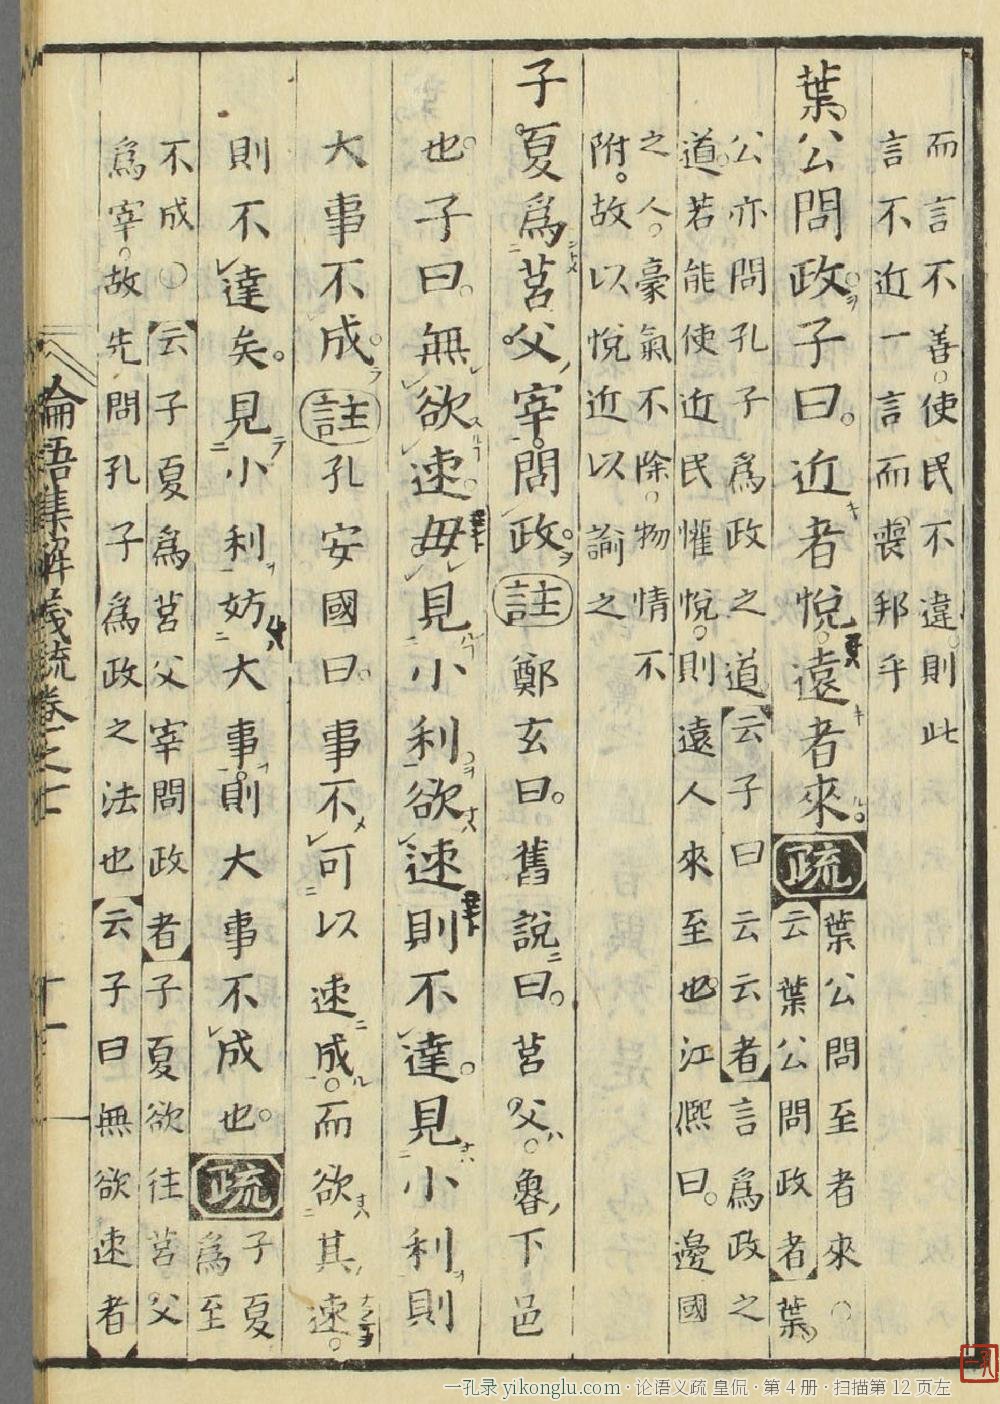 而言不善使民不違則此
言不近一言而喪邦乎
葉公問政子曰近者悅遠者來疏
葉公問至者來○
云葉公問政者葉
公亦問孔子為政之道云子曰云云者言為政之
道若能使近民懽悅則遠人來至也江熈曰邊國
之人豪氣不除物情不
附故以悅近以諭之
子夏爲莒父宰問政註鄭玄曰舊說曰莒父魯下邑
也子曰無欲速毋見小利欲速則不達見小利則
大事不成註孔安國曰事不可以速成而欲其速
則不達矣見小利妨大事則大事不成也疏
子夏
爲至
不成○云子夏爲莒父宰問政者子夏欲往莒父
爲宰故先問孔子爲政之法也云子曰無欲速者
論語集解義疏卷之七
十一
一孔录 yikonglu.com · 论语义疏 皇侃 · 第 4 册 · 扫描第 12 页左